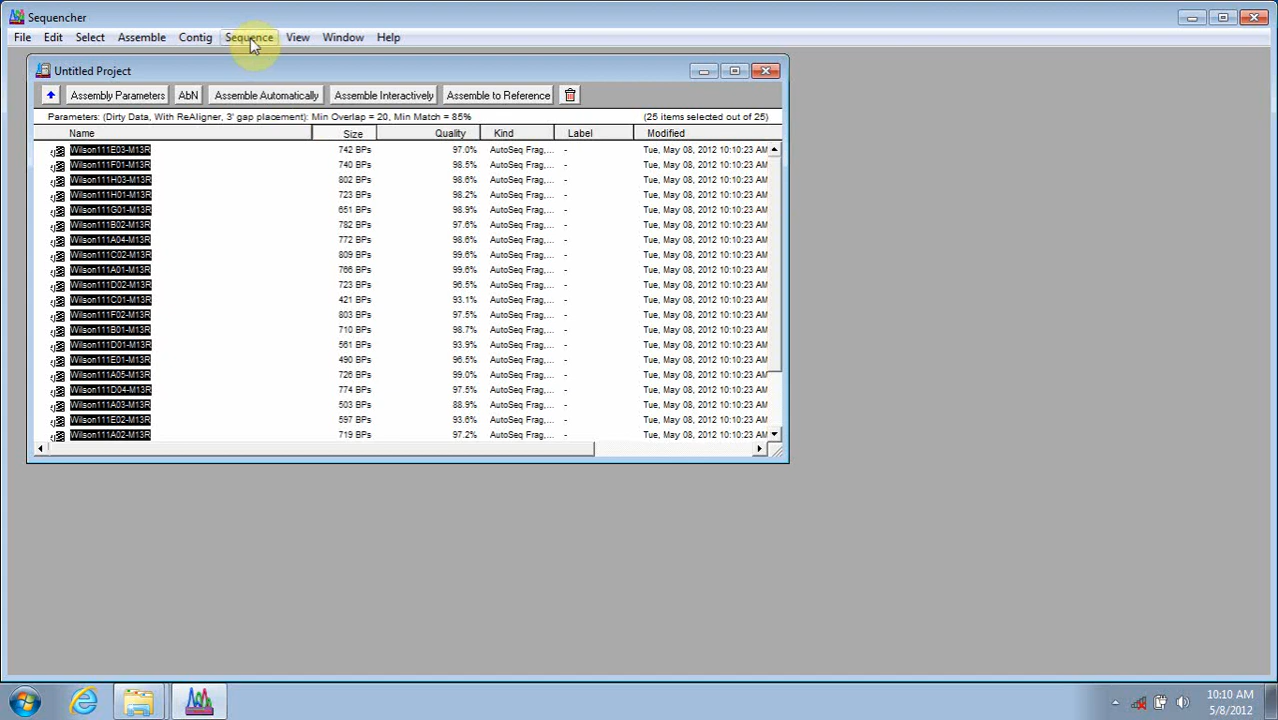 Sequencher
File Edit Select Assemble Contig Sequence View Window Help
Untitled Project
Assembly Parameters AbN Assemble Automatically Assemble Interactively Assemble to Reference
Parameters: (Dirty Data, With ReAligner, 3' gap placement): Min Overlap = 20, Min Match = 85% (25 items selected out of 25)
Name Size Quality Kind Label Modified
Wilson111E03-M13R 742 BPs 97.0% AutoSeq Frag,... - Tue, May 08, 2012 10:10:23 AM
Wilson111F01-M13R 740 BPs 98.5% AutoSeq Frag,... - Tue, May 08, 2012 10:10:23 AM
Wilson111H03-M13R 802 BPs 98.6% AutoSeq Frag,... - Tue, May 08, 2012 10:10:23 AM
Wilson111H01-M13R 723 BPs 98.2% AutoSeq Frag,... - Tue, May 08, 2012 10:10:23 AM
Wilson111G01-M13R 651 BPs 98.9% AutoSeq Frag,... - Tue, May 08, 2012 10:10:23 AM
Wilson111B02-M13R 782 BPs 97.6% AutoSeq Frag,... - Tue, May 08, 2012 10:10:23 AM
Wilson111A04-M13R 772 BPs 98.6% AutoSeq Frag,... - Tue, May 08, 2012 10:10:23 AM
Wilson111C02-M13R 809 BPs 99.6% AutoSeq Frag,... - Tue, May 08, 2012 10:10:23 AM
Wilson111A01-M13R 766 BPs 99.6% AutoSeq Frag,... - Tue, May 08, 2012 10:10:23 AM
Wilson111D02-M13R 723 BPs 96.5% AutoSeq Frag,... - Tue, May 08, 2012 10:10:23 AM
Wilson111C01-M13R 421 BPs 93.1% AutoSeq Frag,... - Tue, May 08, 2012 10:10:23 AM
Wilson111F02-M13R 803 BPs 97.5% AutoSeq Frag,... - Tue, May 08, 2012 10:10:23 AM
Wilson111B01-M13R 710 BPs 98.7% AutoSeq Frag,... - Tue, May 08, 2012 10:10:23 AM
Wilson111D01-M13R 561 BPs 93.9% AutoSeq Frag,... - Tue, May 08, 2012 10:10:23 AM
Wilson111E01-M13R 490 BPs 96.5% AutoSeq Frag,... - Tue, May 08, 2012 10:10:23 AM
Wilson111A05-M13R 726 BPs 99.0% AutoSeq Frag,... - Tue, May 08, 2012 10:10:23 AM
Wilson111D04-M13R 774 BPs 97.5% AutoSeq Frag,... - Tue, May 08, 2012 10:10:23 AM
Wilson111A03-M13R 503 BPs 88.9% AutoSeq Frag,... - Tue, May 08, 2012 10:10:23 AM
Wilson111E02-M13R 597 BPs 93.6% AutoSeq Frag,... - Tue, May 08, 2012 10:10:23 AM
Wilson111A02-M13R 719 BPs 97.2% AutoSeq Frag,... - Tue, May 08, 2012 10:10:23 AM
10:10 AM
5/8/2012